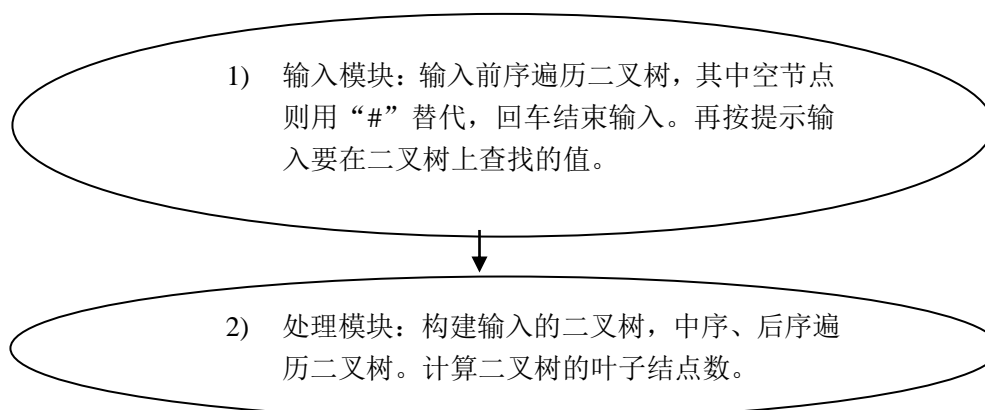 1) 输入模块：输入前序遍历二叉树，其中空节点
则用“#”替代，回车结束输入。再按提示输
入要在二叉树上查找的值。
2) 处理模块：构建输入的二叉树，中序、后序遍
历二叉树。计算二叉树的叶子结点数。